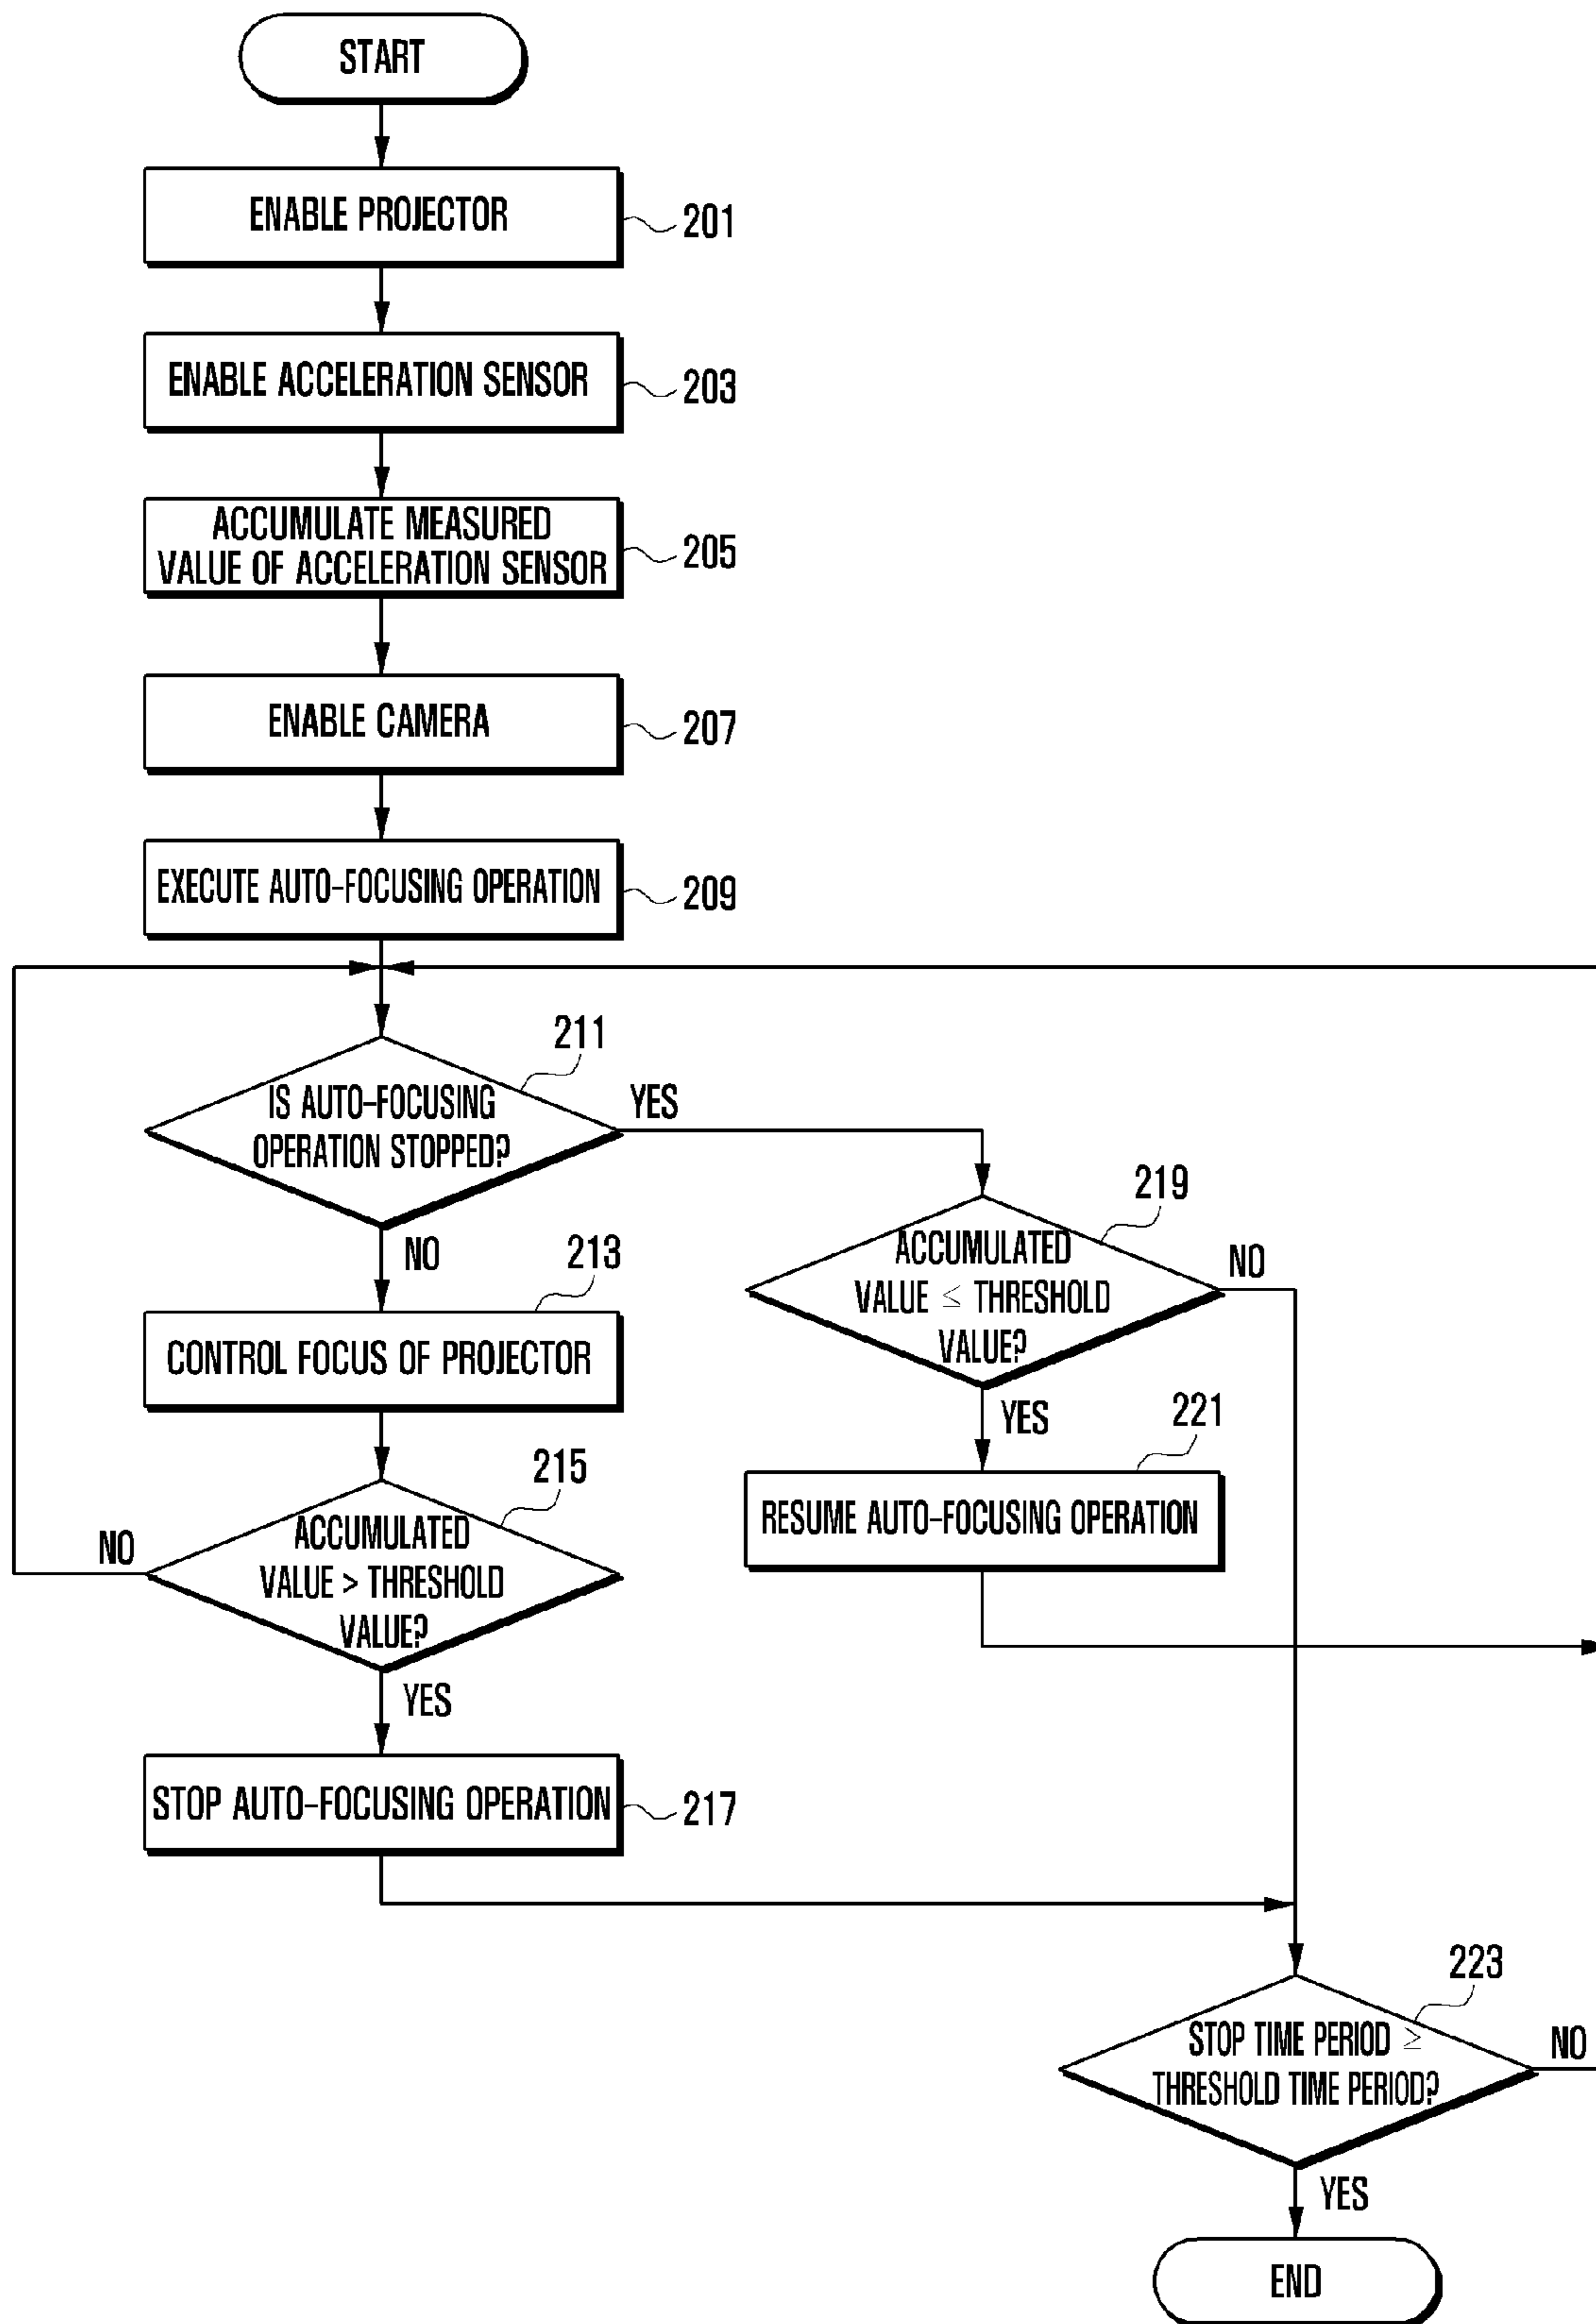 START
ENABLE PROJECTOR
201
ENABLE ACCELERATION SENSOR
203
ACCUMULATE MEASURED
VALUE OF ACCELERATION SENSOR
205
ENABLE CAMERA
207
EXECUTE AUTO-FOCUSING OPERATION
209
211
IS AUTO-FOCUSING
OPERATION STOPPED?
YES
NO
213
CONTROL FOCUS OF PROJECTOR
215
ACCUMULATED
VALUE > THRESHOLD
VALUE?
NO
YES
STOP AUTO-FOCUSING OPERATION
217
219
ACCUMULATED
VALUE ≤ THRESHOLD
VALUE?
NO
YES
221
RESUME AUTO-FOCUSING OPERATION
223
STOP TIME PERIOD ≥
THRESHOLD TIME PERIOD?
NO
YES
END